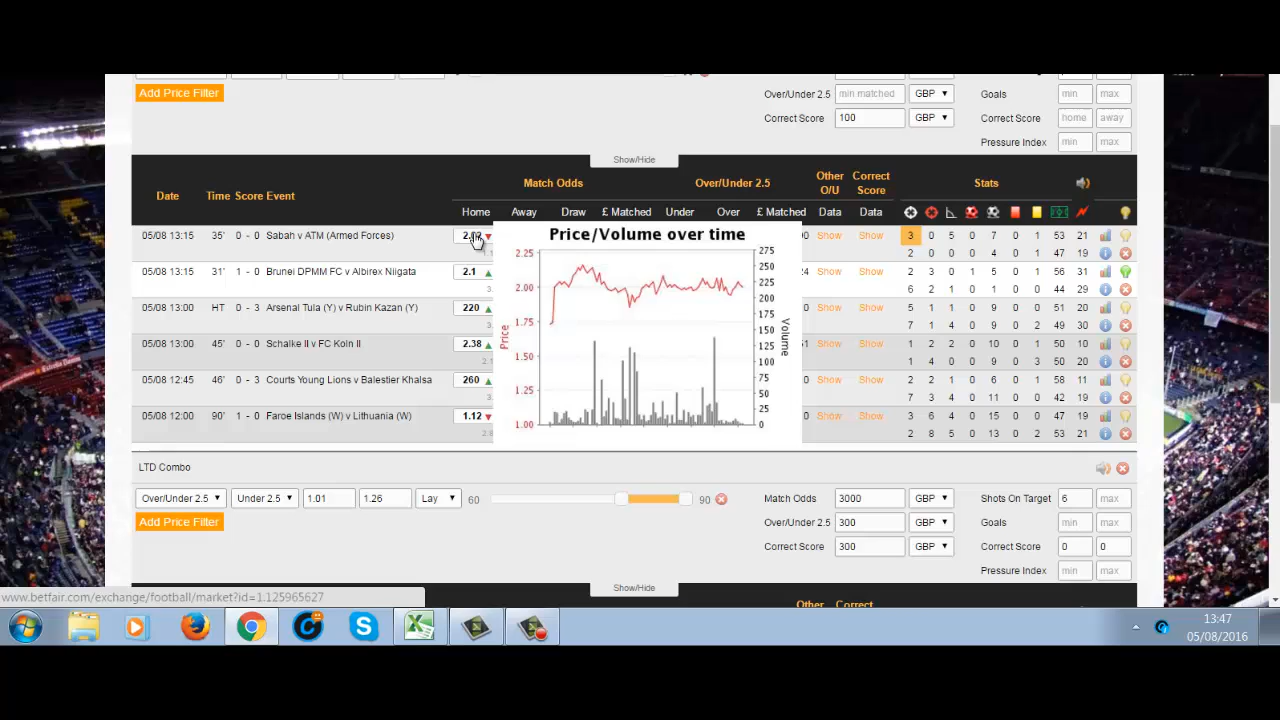 Add Price Filter
Over/Under 2.5 min matched GBP Goals min max
Correct Score 100 GBP Correct Score home away
Pressure Index min max
Show/Hide
Date Time Score Event Match Odds Over/Under 2.5 Other O/U Correct Score Stats
Home Away Draw £ Matched Under Over £ Matched Data Data
05/08 13:15 35' 0 - 0 Sabah v ATM (Armed Forces) Show Show 3 0 5 0 7 0 1 53 21
2 0 0 0 4 0 1 47 19
05/08 13:15 31' 1 - 0 Brunei DPMM FC v Albirex Niigata 2.1 Show Show 2 3 0 1 5 0 1 56 31
6 2 1 0 1 0 0 44 29
05/08 13:00 HT 0 - 3 Arsenal Tula (Y) v Rubin Kazan (Y) 220 Show Show 5 1 1 0 9 0 0 51 20
7 1 4 0 9 0 2 49 30
05/08 13:00 45' 0 - 0 Schalke II v FC Koln II 2.38 Show Show 1 2 2 0 10 0 1 50 10
1 4 0 0 9 0 3 50 20
05/08 12:45 46' 0 - 3 Courts Young Lions v Balestier Khalsa 260 Show Show 2 2 1 0 6 0 1 58 11
7 3 4 0 11 0 0 42 19
05/08 12:00 90' 1 - 0 Faroe Islands (W) v Lithuania (W) 1.12 Show Show 3 6 4 0 15 0 0 47 19
2 8 5 0 13 0 2 53 21
Price/Volume over time
2.25
2.00
1.75
1.50
1.25
1.00
Price
275
250
225
200
175
150
125
100
75
50
25
0
Volume
LTD Combo
Over/Under 2.5 Under 2.5 1.01 1.26 Lay 60 90 Match Odds 3000 GBP Shots On Target 6 max
Add Price Filter Over/Under 2.5 300 GBP Goals min max
Correct Score 300 GBP Correct Score 0 0
Pressure Index min max
Show/Hide
www.betfair.com/exchange/football/market?id=1.125965627
Other Correct
13:47
05/08/2016